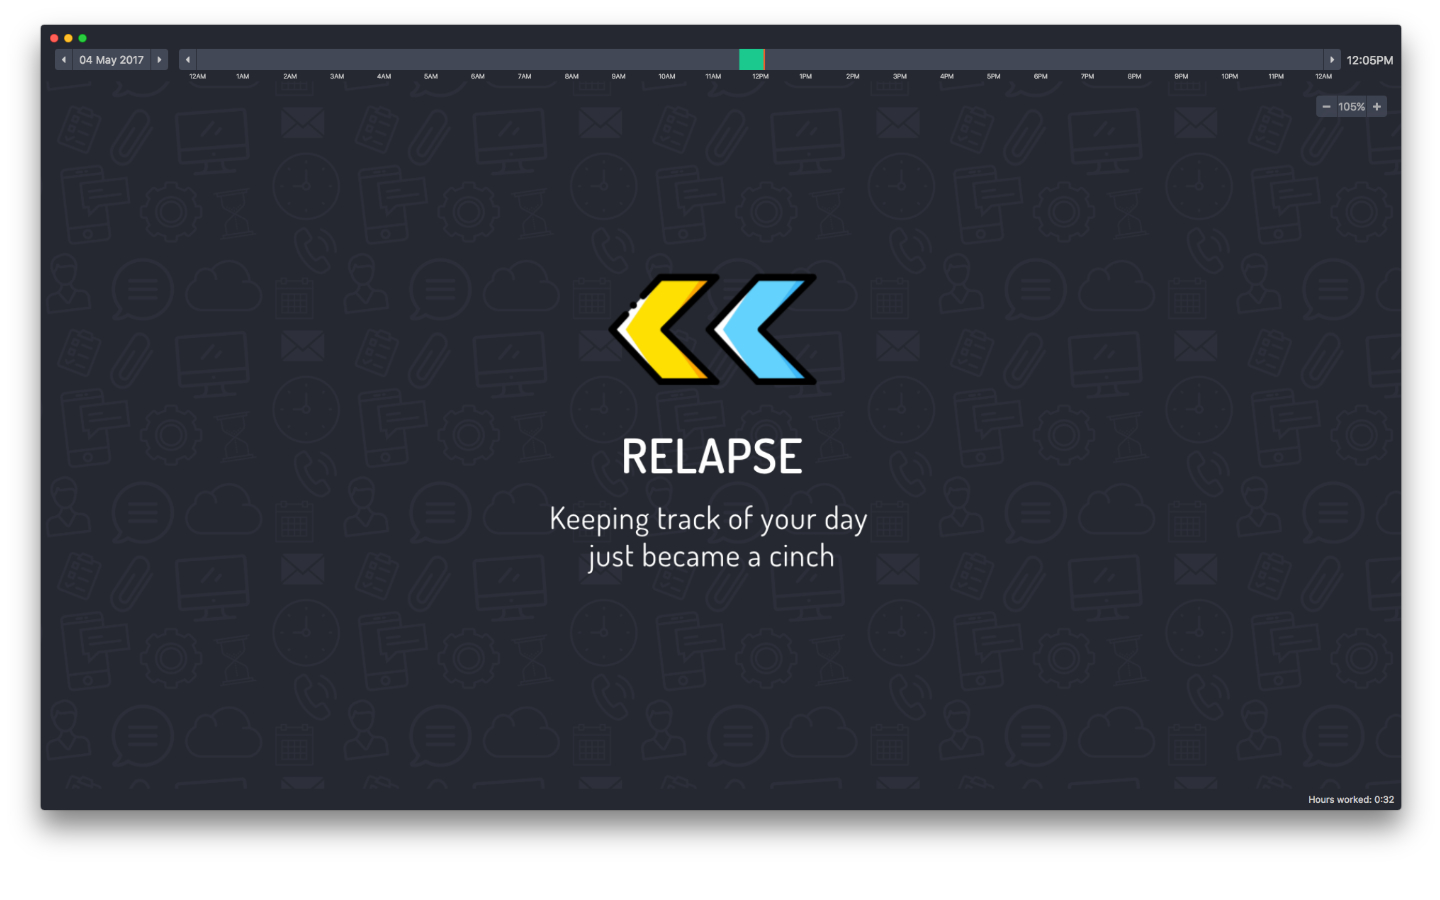 04 May 2017
12:05PM
12AM 1AM 2AM 3AM 4AM 5AM 6AM 7AM 8AM 9AM 10AM 11AM 12PM 1PM 2PM 3PM 4PM 5PM 6PM 7PM 8PM 9PM 10PM 11PM 12AM
− 105% +
RELAPSE
Keeping track of your day
just became a cinch
Hours worked: 0:32